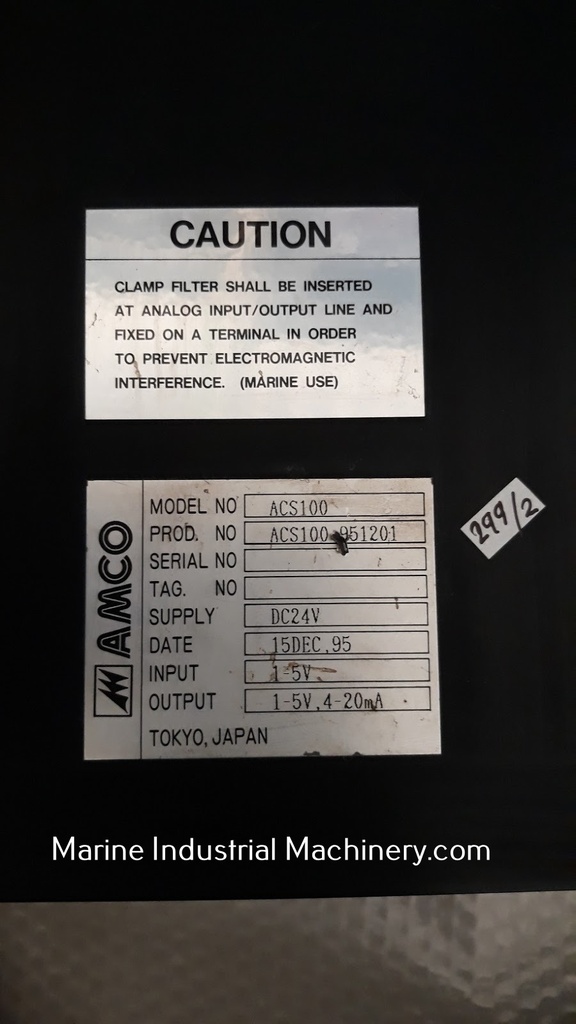 CAUTION
CLAMP FILTER SHALL BE INSERTED
AT ANALOG INPUT/OUTPUT LINE AND
FIXED ON A TERMINAL IN ORDER
TO PREVENT ELECTROMAGNETIC
INTERFERENCE. (MARINE USE)
AMCO
MODEL NO ACS100
PROD. NO ACS100-951201
SERIAL NO
TAG. NO
SUPPLY DC24V
DATE 15DEC.95
INPUT 1-5V
OUTPUT 1-5V,4-20mA
TOKYO, JAPAN
299/2
Marine Industrial Machinery.com